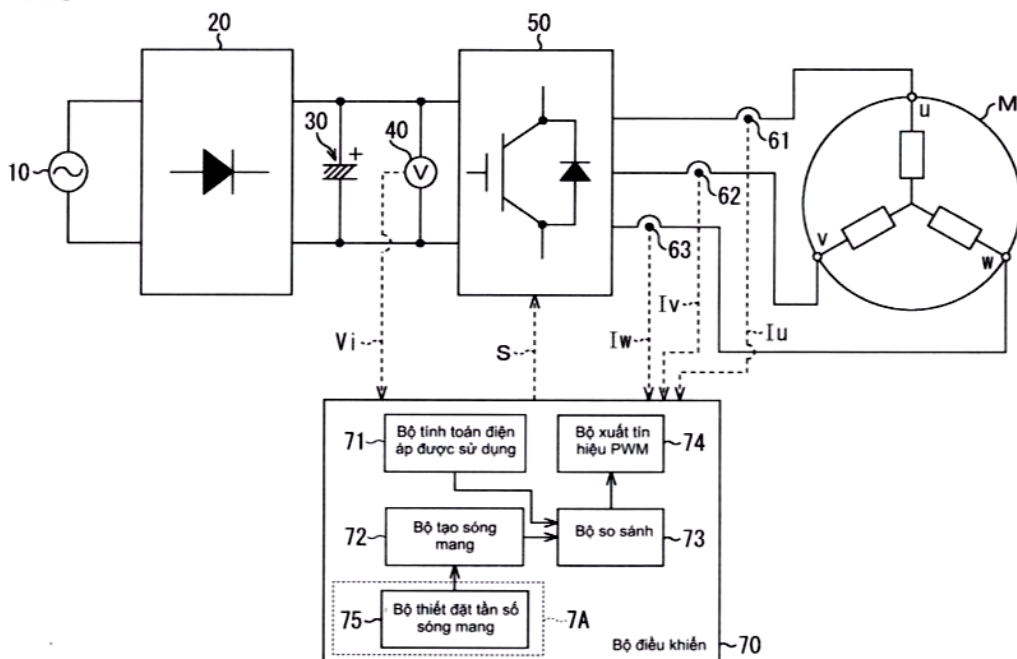 20
50
10
30
+
40
V
61
62
63
M
u
v
w
Vi
S
Iw
Iv
Iu
71
Bộ tính toán điện
áp được sử dụng
Bộ xuất tín
hiệu PWM
74
72
Bộ tạo sóng
mang
Bộ so sánh
73
75
Bộ thiết đặt tần số
sóng mang
7A
Bộ điều khiển
70